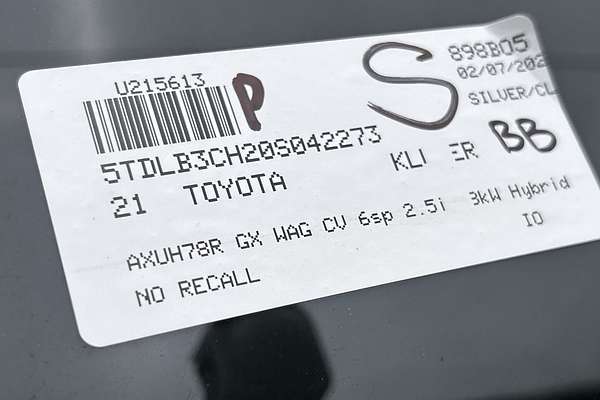 U215613 P S 898B05
02/07/202
SILVER/CL
5TDLB3CH20S042273 BB
21 TOYOTA
AXUH78R GX WAG CV 6sp 2.5i 3kW Hybrid
NO RECALL IO